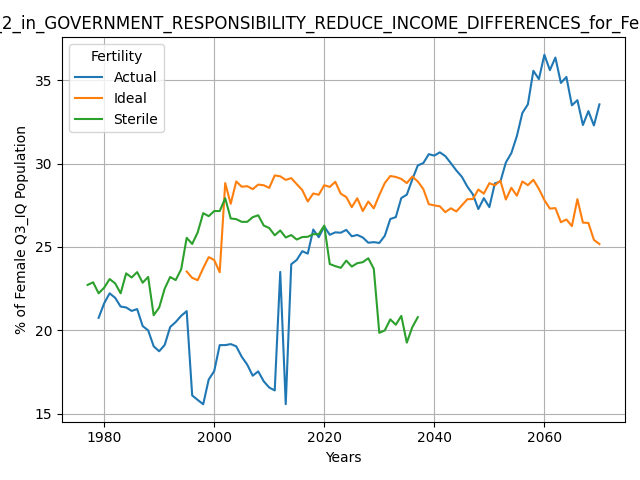 _2_in_GOVERNMENT_RESPONSIBILITY_REDUCE_INCOME_DIFFERENCES_for_Fe
Fertility
Actual
Ideal
Sterile
% of Female Q3_IQ Population
35
30
25
20
15
1980
2000
2020
2040
2060
Years